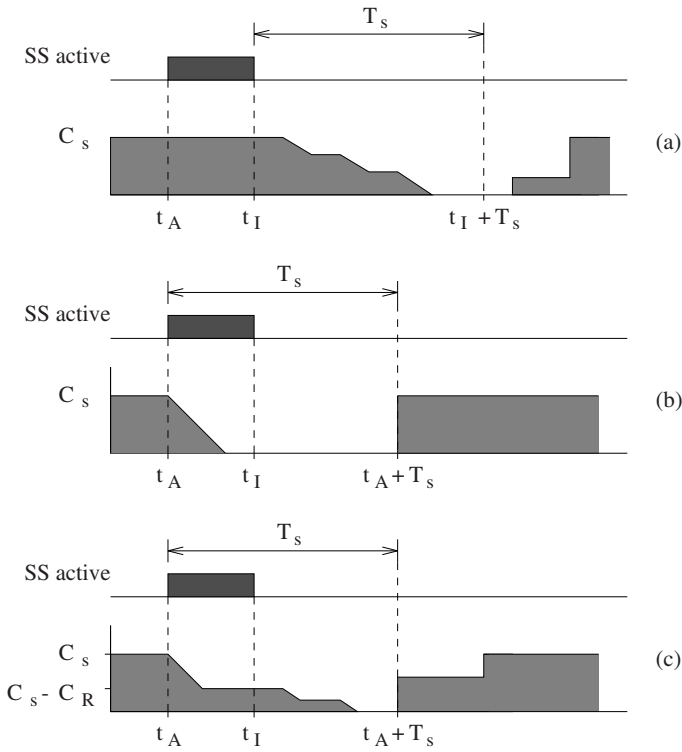 T s
SS active
C s
(a)
t A
t I
t I + T s
T s
SS active
C s
(b)
t A
t I
t A + T s
T s
SS active
C s
(c)
C s - C R
t A
t I
t A + T s